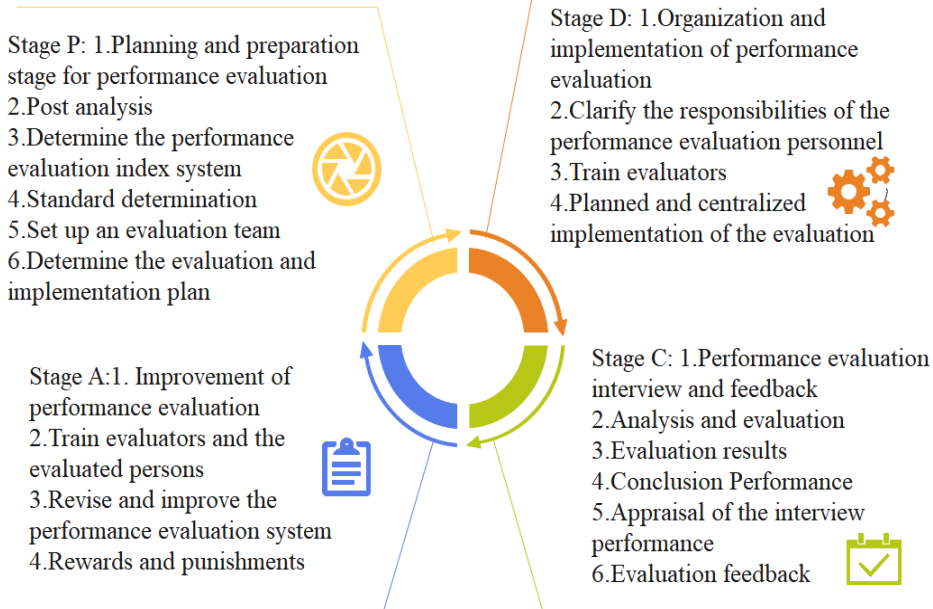 Stage P: 1.Planning and preparation
stage for performance evaluation
2.Post analysis
3.Determine the performance
evaluation index system
4.Standard determination
5.Set up an evaluation team
6.Determine the evaluation and
implementation plan
Stage D: 1.Organization and
implementation of performance
evaluation
2.Clarify the responsibilities of the
performance evaluation personnel
3.Train evaluators
4.Planned and centralized
implementation of the evaluation
Stage A:1. Improvement of
performance evaluation
2.Train evaluators and the
evaluated persons
3.Revise and improve the
performance evaluation system
4.Rewards and punishments
Stage C: 1.Performance evaluation
interview and feedback
2.Analysis and evaluation
3.Evaluation results
4.Conclusion Performance
5.Appraisal of the interview
performance
6.Evaluation feedback